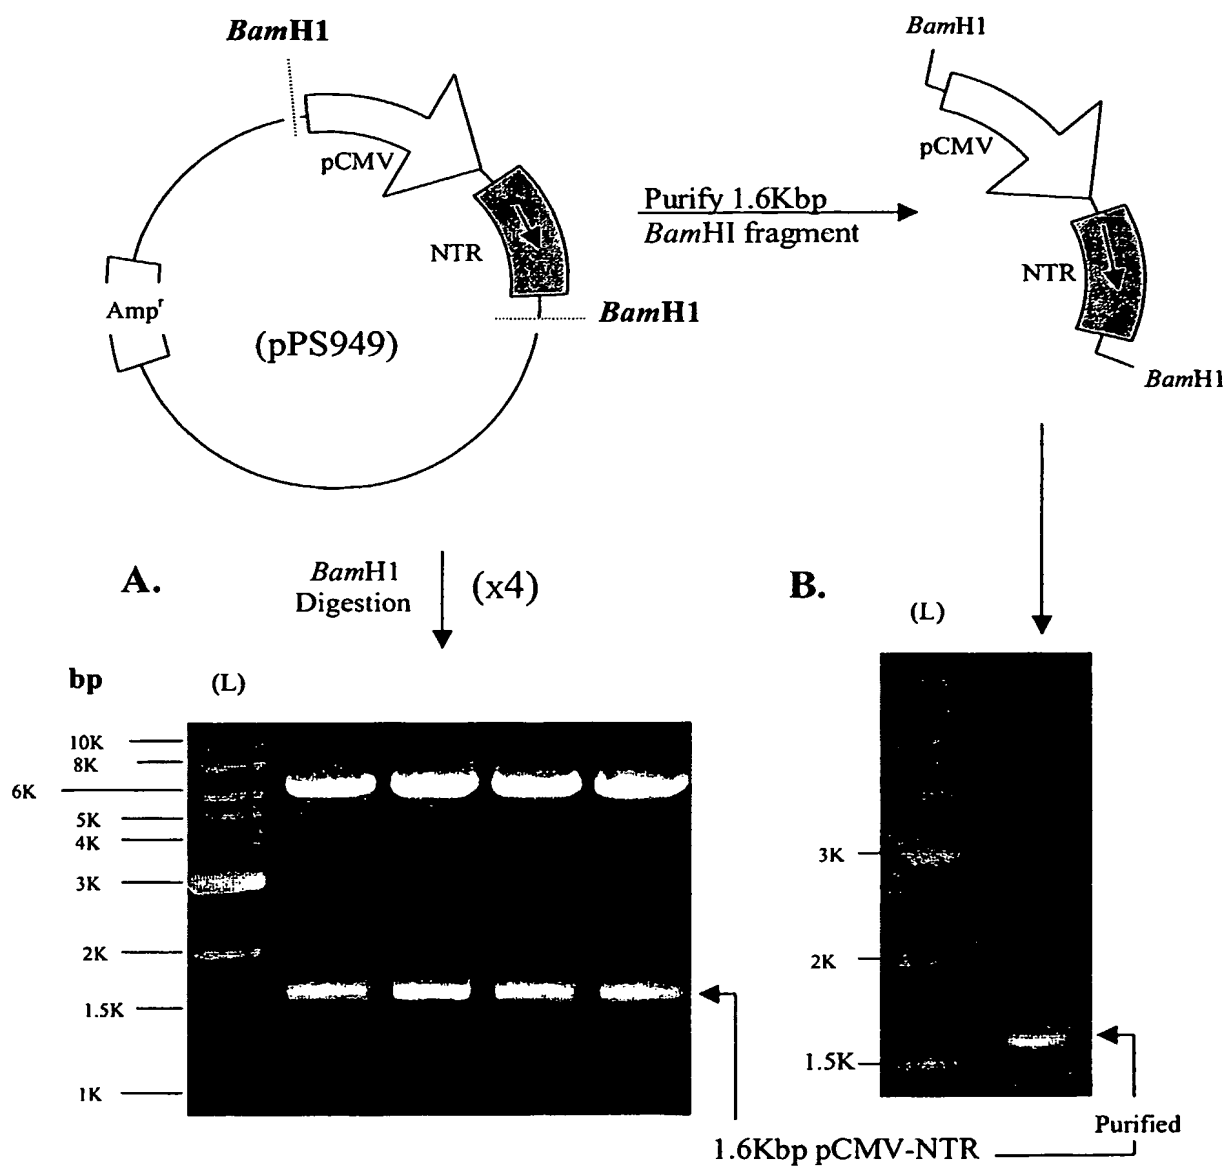 BamH1
BamH1
pCMV
pCMV
Purify 1.6Kbp
BamHI fragment
NTR
NTR
BamH1
Amp^r
(pPS949)
BamH1
A.
BamH1
Digestion
(x4)
B.
(L)
bp
(L)
10K
8K
6K
5K
4K
3K
2K
1.5K
1K
3K
2K
1.5K
Purified
1.6Kbp pCMV-NTR